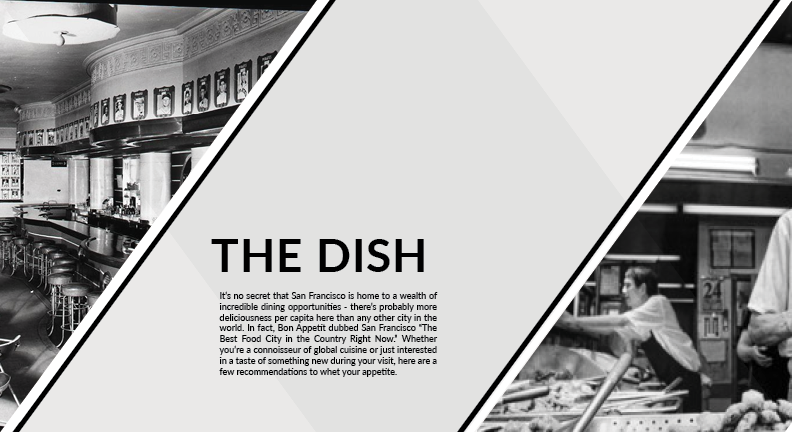 THE DISH
It's no secret that San Francisco is home to a wealth of
incredible dining opportunities - there's probably more
deliciousness per capita here than any other city in the
world. In fact, Bon Appetit dubbed San Francisco "The
Best Food City in the Country Right Now." Whether
you're a connoisseur of global cuisine or just interested
in a taste of something new during your visit, here are a
few recommendations to whet your appetite.
24